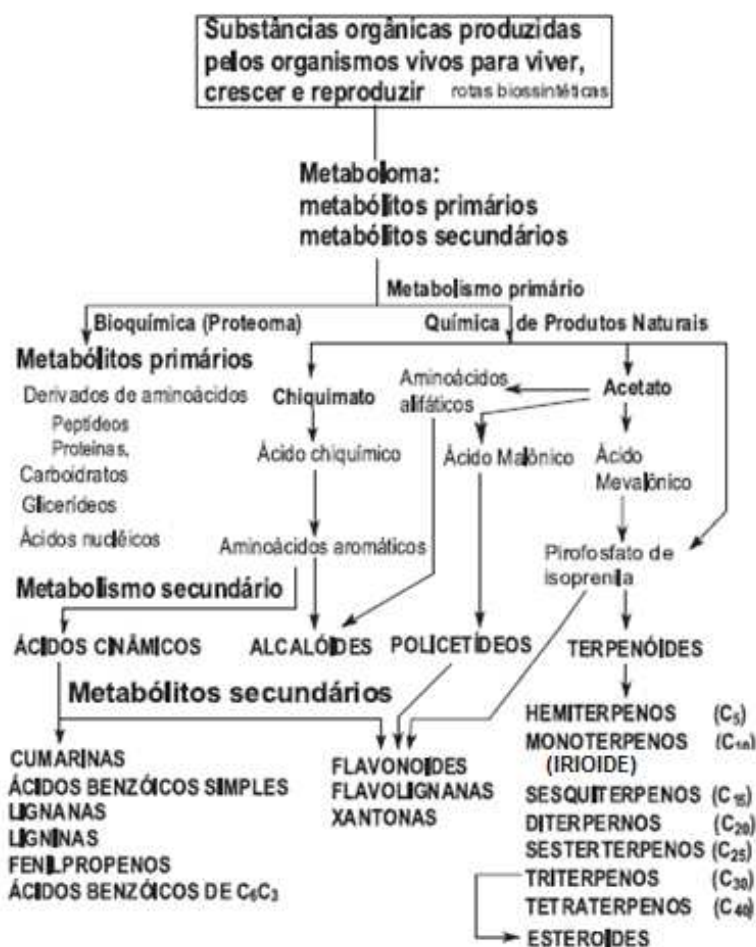 Substâncias orgânicas produzidas
pelos organismos vivos para viver,
crescer e reproduzir rotas biossintéticas
Metaboloma:
metabólitos primários
metabólitos secundários
Metabolismo primário
Bioquímica (Proteoma)
Química de Produtos Naturais
Metabólitos primários
Derivados de aminoácidos
Peptídeos
Proteínas,
Carboidratos
Glicerídeos
Ácidos nucléicos
Chiquimato
Ácido chiquímico
Aminoácidos aromáticos
Aminoácidos
alifáticos
Acetato
Ácido Malônico
Ácido
Mevalônico
Pirofosfato de
isoprenila
Metabolismo secundário
ÁCIDOS CINÂMICOS
ALCALÓIDES
POLICETÍDEOS
TERPENÓIDES
Metabólitos secundários
CUMARINAS
ÁCIDOS BENZÓICOS SIMPLES
LIGNANAS
LIGNINAS
FENILPROPENOS
ÁCIDOS BENZÓICOS DE C₆C₃
FLAVONOIDES
FLAVOLIGNANAS
XANTONAS
HEMITERPENOS (C₅)
MONOTERPENOS (C₁₀)
(IRIOIDE)
SESQUITERPENOS (C₁₅)
DITERPERNOS (C₂₀)
SESTERTERPENOS (C₂₅)
TRITERPENOS (C₃₀)
TETRATERPENOS (C₄₀)
ESTEROIDES